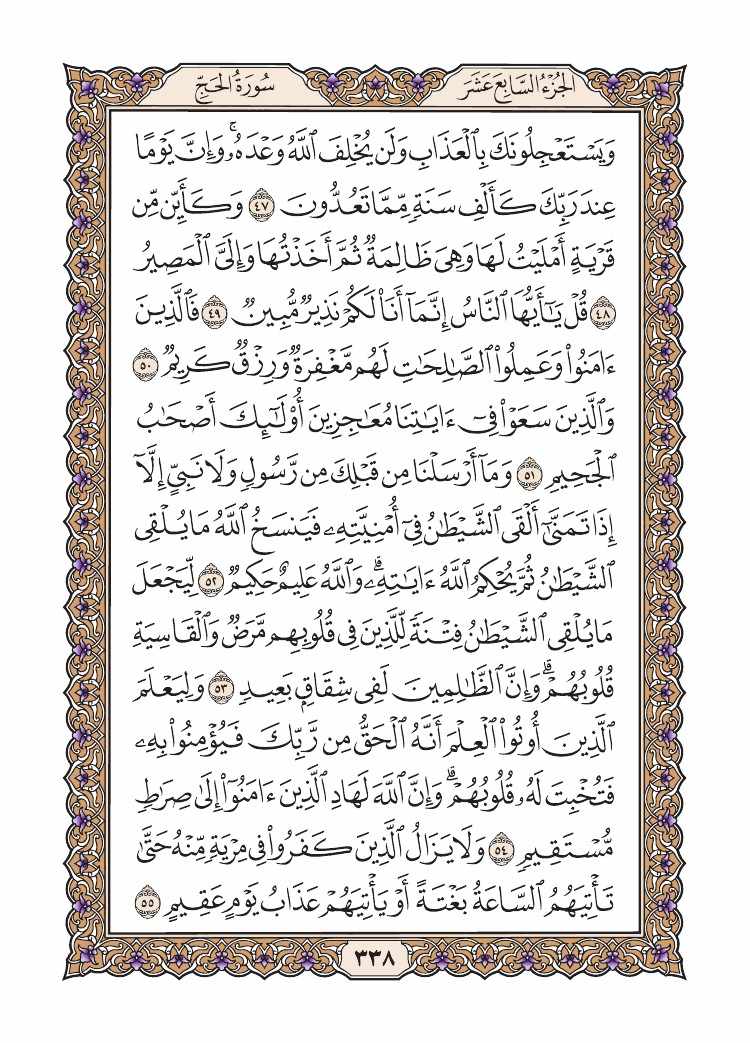 الجُزْءُ السَّابِعَ عَشَرَ
سُورَةُ الحَجِّ
وَيَسْتَعْجِلُونَكَ بِٱلْعَذَابِ وَلَن يُخْلِفَ ٱللَّهُ وَعْدَهُۥۚ وَإِنَّ يَوْمًا
عِندَ رَبِّكَ كَأَلْفِ سَنَةٍ مِّمَّا تَعُدُّونَ ٤٧ وَكَأَيِّن مِّن
قَرْيَةٍ أَمْلَيْتُ لَهَا وَهِىَ ظَالِمَةٌ ثُمَّ أَخَذْتُهَا وَإِلَىَّ ٱلْمَصِيرُ
٤٨ قُلْ يَـٰٓأَيُّهَا ٱلنَّاسُ إِنَّمَآ أَنَا۠ لَكُمْ نَذِيرٌ مُّبِينٌ ٤٩ فَٱلَّذِينَ
ءَامَنُوا۟ وَعَمِلُوا۟ ٱلصَّـٰلِحَـٰتِ لَهُم مَّغْفِرَةٌ وَرِزْقٌ كَرِيمٌ ٥٠
وَٱلَّذِينَ سَعَوْا۟ فِىٓ ءَايَـٰتِنَا مُعَـٰجِزِينَ أُو۟لَـٰٓئِكَ أَصْحَـٰبُ
ٱلْجَحِيمِ ٥١ وَمَآ أَرْسَلْنَا مِن قَبْلِكَ مِن رَّسُولٍ وَلَا نَبِىٍّ إِلَّآ
إِذَا تَمَنَّىٰٓ أَلْقَى ٱلشَّيْطَـٰنُ فِىٓ أُمْنِيَّتِهِۦ فَيَنسَخُ ٱللَّهُ مَا يُلْقِى
ٱلشَّيْطَـٰنُ ثُمَّ يُحْكِمُ ٱللَّهُ ءَايَـٰتِهِۦۗ وَٱللَّهُ عَلِيمٌ حَكِيمٌ ٥٢ لِّيَجْعَلَ
مَا يُلْقِى ٱلشَّيْطَـٰنُ فِتْنَةً لِّلَّذِينَ فِى قُلُوبِهِم مَّرَضٌ وَٱلْقَاسِيَةِ
قُلُوبُهُمْۗ وَإِنَّ ٱلظَّـٰلِمِينَ لَفِى شِقَاقٍۭ بَعِيدٍ ٥٣ وَلِيَعْلَمَ
ٱلَّذِينَ أُوتُوا۟ ٱلْعِلْمَ أَنَّهُ ٱلْحَقُّ مِن رَّبِّكَ فَيُؤْمِنُوا۟ بِهِۦ
فَتُخْبِتَ لَهُۥ قُلُوبُهُمْۗ وَإِنَّ ٱللَّهَ لَهَادِ ٱلَّذِينَ ءَامَنُوٓا۟ إِلَىٰ صِرَٰطٍ
مُّسْتَقِيمٍ ٥٤ وَلَا يَزَالُ ٱلَّذِينَ كَفَرُوا۟ فِى مِرْيَةٍ مِّنْهُ حَتَّىٰ
تَأْتِيَهُمُ ٱلسَّاعَةُ بَغْتَةً أَوْ يَأْتِيَهُمْ عَذَابُ يَوْمٍ عَقِيمٍ ٥٥
٣٣٨